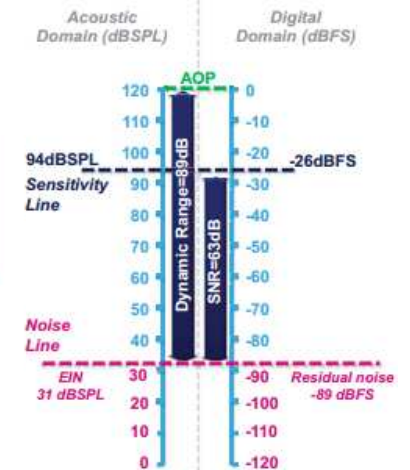 Acoustic
Domain (dBSPL)
Digital
Domain (dBFS)
AOP
120
0
110
-10
100
-20
94dBSPL
-26dBFS
Sensitivity
Line
90
-30
80
-40
70
-50
60
-60
50
-70
40
-80
Dynamic Range=89dB
SNR=63dB
Noise
Line
30
-90
EIN
31 dBSPL
Residual noise
-89 dBFS
20
-100
10
-110
0
-120